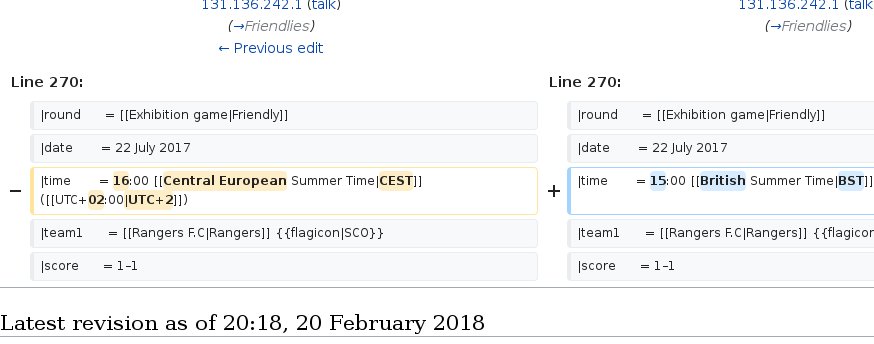 131.136.242.1 (talk)
(→Friendlies)
← Previous edit
Line 270:
|round = [[Exhibition game|Friendly]]
|date = 22 July 2017
− |time = 16:00 [[Central European Summer Time|CEST]]
([[UTC+02:00|UTC+2]])
|team1 = [[Rangers F.C|Rangers]] {{flagicon|SCO}}
|score = 1–1
131.136.242.1 (talk
(→Friendlies)
Line 270:
|round = [[Exhibition game|Friendly]]
|date = 22 July 2017
+ |time = 15:00 [[British Summer Time|BST]]
|team1 = [[Rangers F.C|Rangers]] {{flagicon
|score = 1–1
Latest revision as of 20:18, 20 February 2018